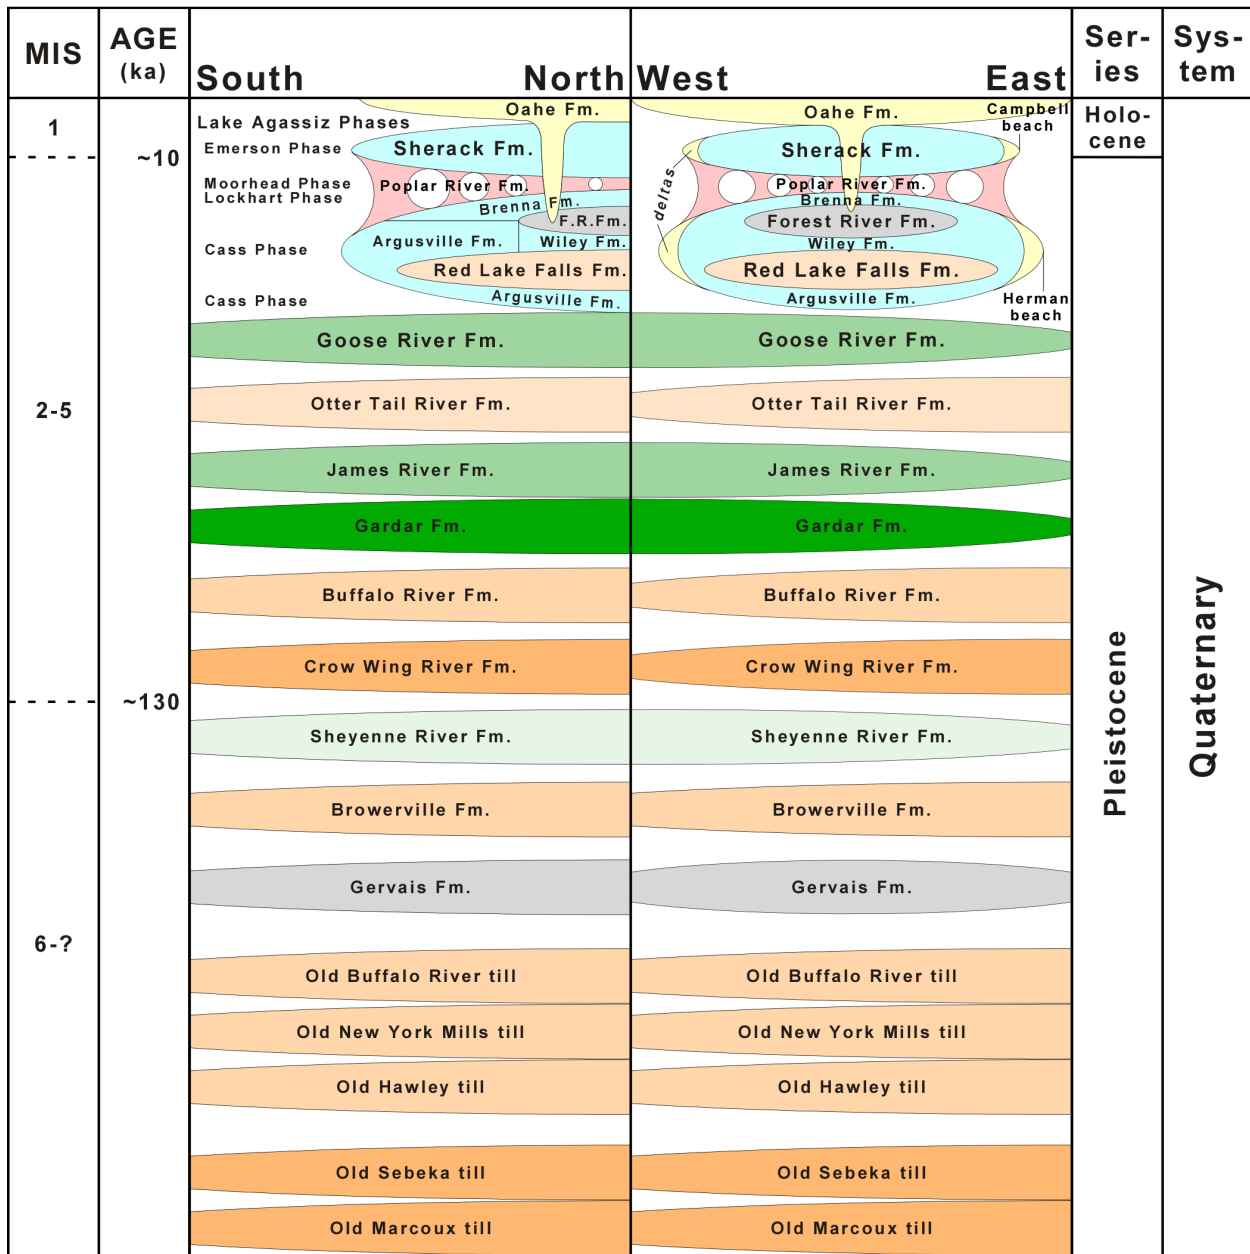 MIS
AGE
(ka)
South
North
West
East
Ser-
ies
Sys-
tem
1
~10
2-5
~130
6-?
Lake Agassiz Phases
Emerson Phase
Moorhead Phase
Lockhart Phase
Cass Phase
Cass Phase
Oahe Fm.
Sherack Fm.
Poplar River Fm.
Brenna Fm.
F.R.Fm.
Argusville Fm.
Wiley Fm.
Red Lake Falls Fm.
Argusville Fm.
Goose River Fm.
Otter Tail River Fm.
James River Fm.
Gardar Fm.
Buffalo River Fm.
Crow Wing River Fm.
Sheyenne River Fm.
Browerville Fm.
Gervais Fm.
Old Buffalo River till
Old New York Mills till
Old Hawley till
Old Sebeka till
Old Marcoux till
Oahe Fm.
Campbell
beach
Sherack Fm.
deltas
Poplar River Fm.
Brenna Fm.
Forest River Fm.
Wiley Fm.
Red Lake Falls Fm.
Argusville Fm.
Herman
beach
Goose River Fm.
Otter Tail River Fm.
James River Fm.
Gardar Fm.
Buffalo River Fm.
Crow Wing River Fm.
Sheyenne River Fm.
Browerville Fm.
Gervais Fm.
Old Buffalo River till
Old New York Mills till
Old Hawley till
Old Sebeka till
Old Marcoux till
Holo-
cene
Pleistocene
Quaternary